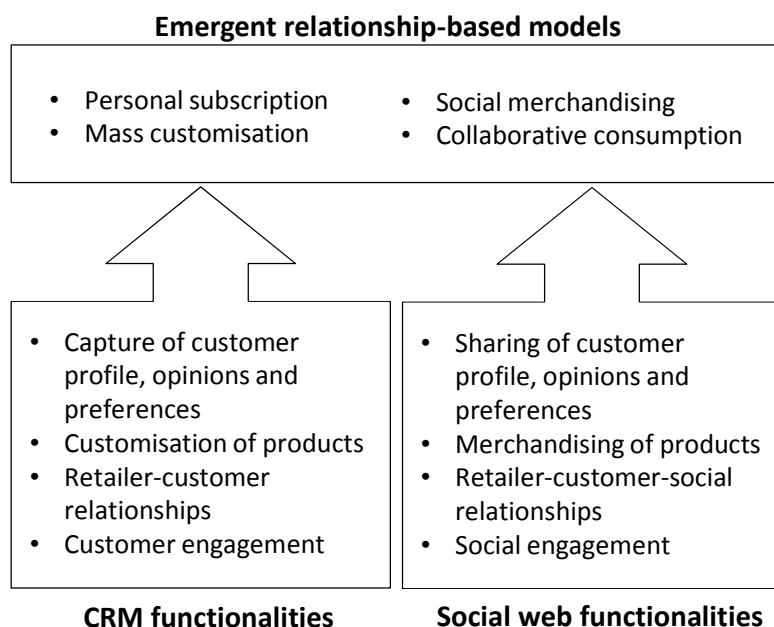 Emergent relationship-based models
• Personal subscription
• Mass customisation
• Social merchandising
• Collaborative consumption
• Capture of customer
profile, opinions and
preferences
• Customisation of products
• Retailer-customer
relationships
• Customer engagement
CRM functionalities
• Sharing of customer
profile, opinions and
preferences
• Merchandising of products
• Retailer-customer-social
relationships
• Social engagement
Social web functionalities